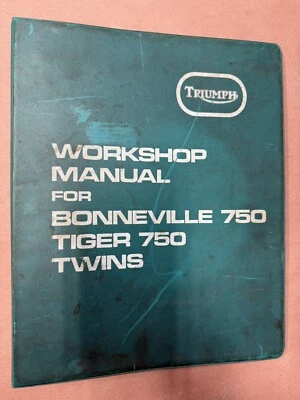 TRIUMPH
WORKSHOP
MANUAL
FOR
BONNEVILLE 750
TIGER 750
TWINS